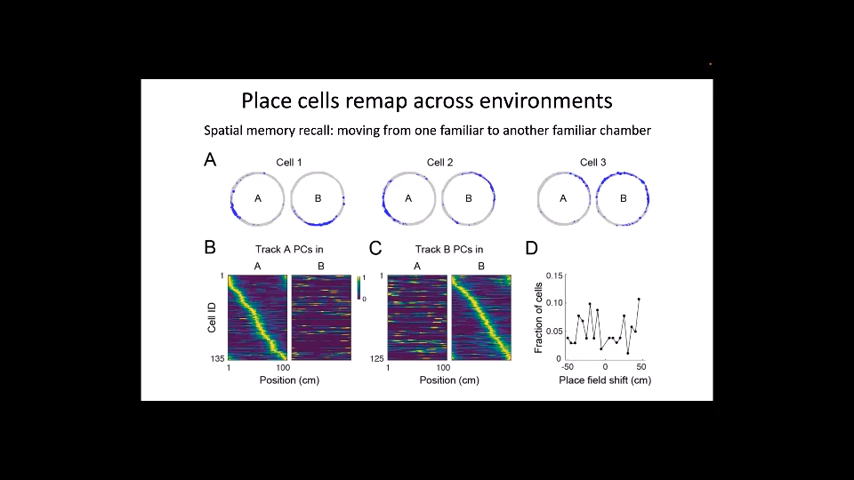 Place cells remap across environments
Spatial memory recall: moving from one familiar to another familiar chamber
A
Cell 1
Cell 2
Cell 3
A
B
A
B
A
B
B
Track A PCs in
A
B
1
0
Cell ID
1
135
1
100
Position (cm)
C
Track B PCs in
A
B
1
125
1
100
Position (cm)
D
0.15
0.10
0.05
0
Fraction of cells
-50
0
50
Place field shift (cm)